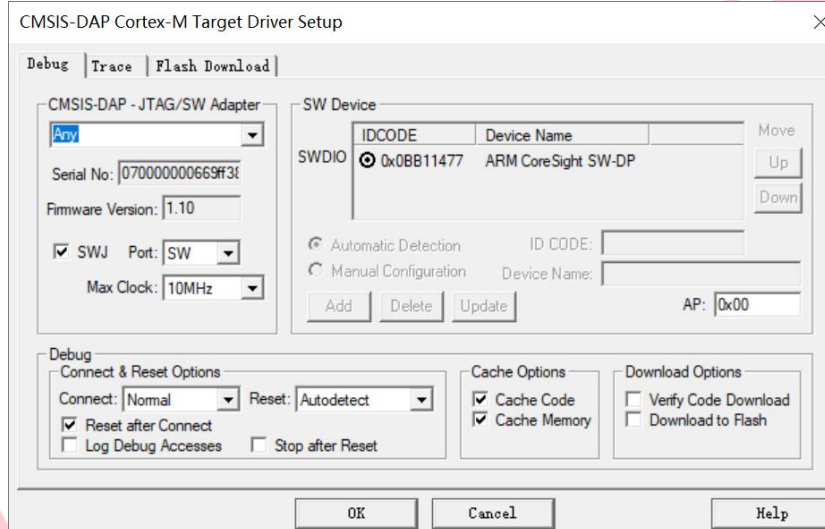 CMSIS-DAP Cortex-M Target Driver Setup
Debug Trace Flash Download
CMSIS-DAP - JTAG/SW Adapter
Any
Serial No: 070000000669ff38
Firmware Version: 1.10
SWJ Port: SW
Max Clock: 10MHz
SW Device
IDCODE Device Name Move
SWDIO 0x0BB11477 ARM CoreSight SW-DP Up
Down
Automatic Detection ID CODE:
Manual Configuration Device Name:
Add Delete Update AP: 0x00
Debug
Connect & Reset Options
Connect: Normal Reset: Autodetect
Reset after Connect
Log Debug Accesses Stop after Reset
Cache Options
Cache Code
Cache Memory
Download Options
Verify Code Download
Download to Flash
OK Cancel Help